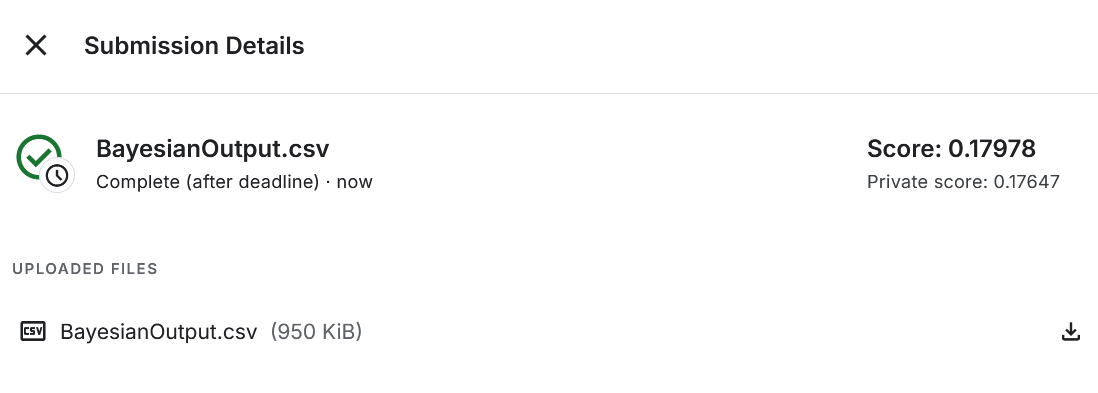 Submission Details
BayesianOutput.csv
Complete (after deadline) · now
Score: 0.17978
Private score: 0.17647
UPLOADED FILES
CSV
BayesianOutput.csv (950 KiB)